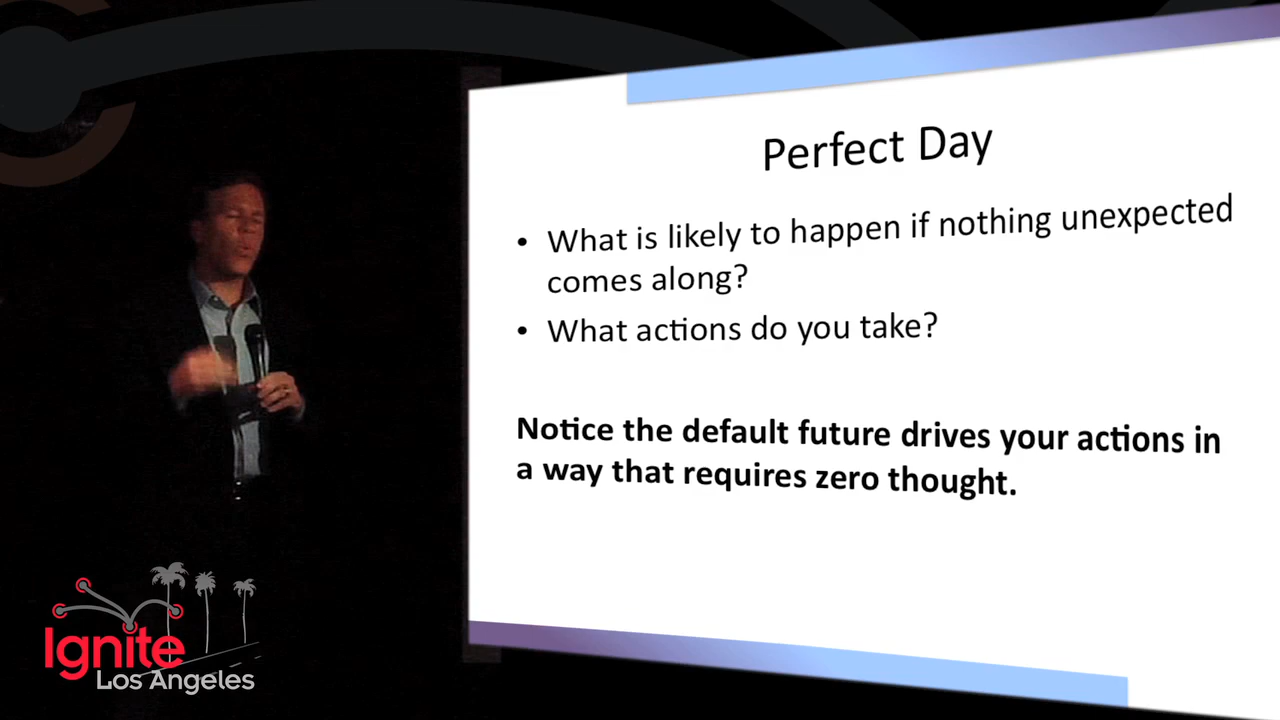 Perfect Day
• What is likely to happen if nothing unexpected
comes along?
• What actions do you take?
Notice the default future drives your actions in
a way that requires zero thought.
Ignite
Los Angeles